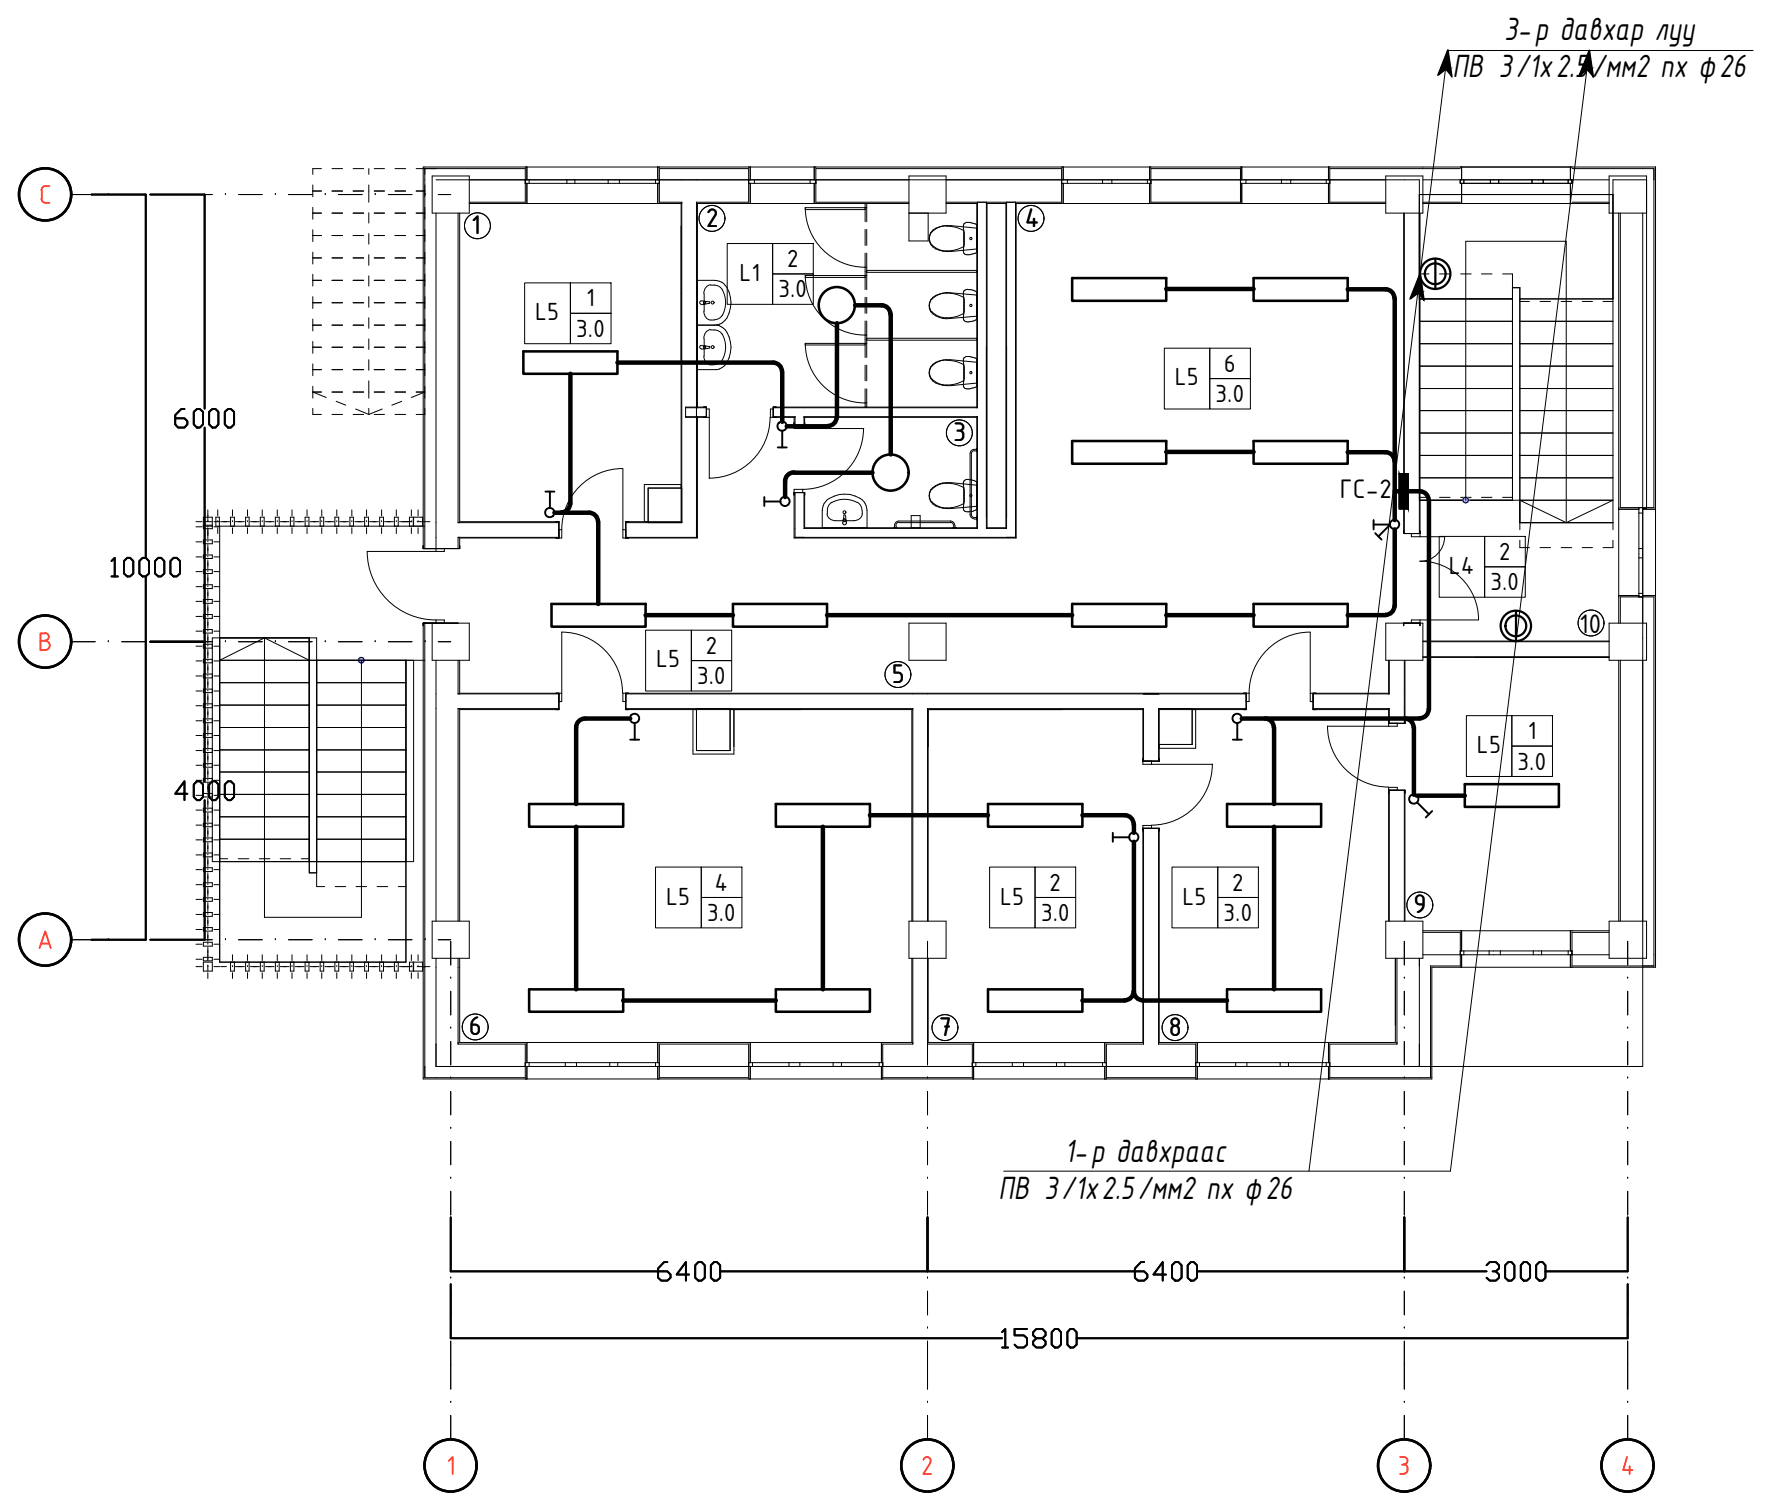 3-р давхар луу
ПВ 3/1х2.5/мм2 пх ф26
C
1
2
4
L1 2 3.0
L5 1 3.0
L5 6 3.0
6000
3
ГС-2
L4 2 3.0
10000
B
10
L5 2 3.0
5
L5 1 3.0
4000
L5 4 3.0
L5 2 3.0
L5 2 3.0
9
A
6
7
8
1-р давхраас
ПВ 3/1х2.5/мм2 пх ф26
6400
6400
3000
15800
1
2
3
4